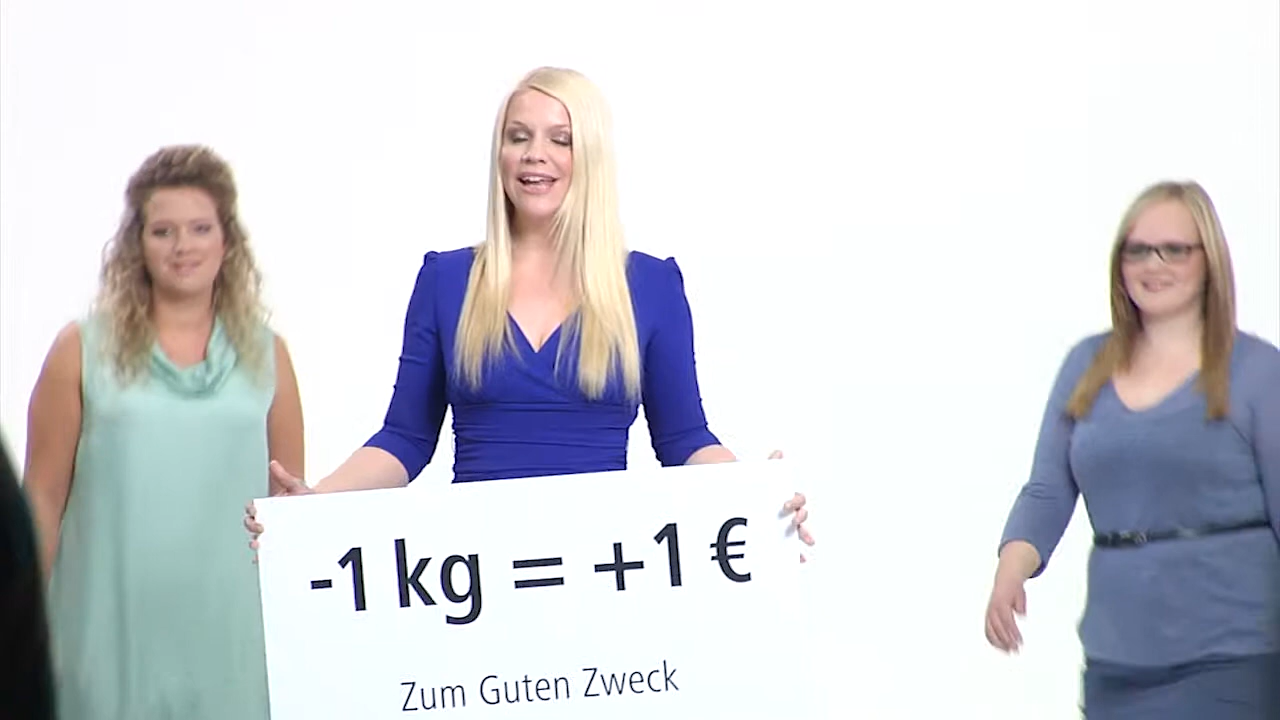 -1 kg = +1 €
Zum Guten Zweck